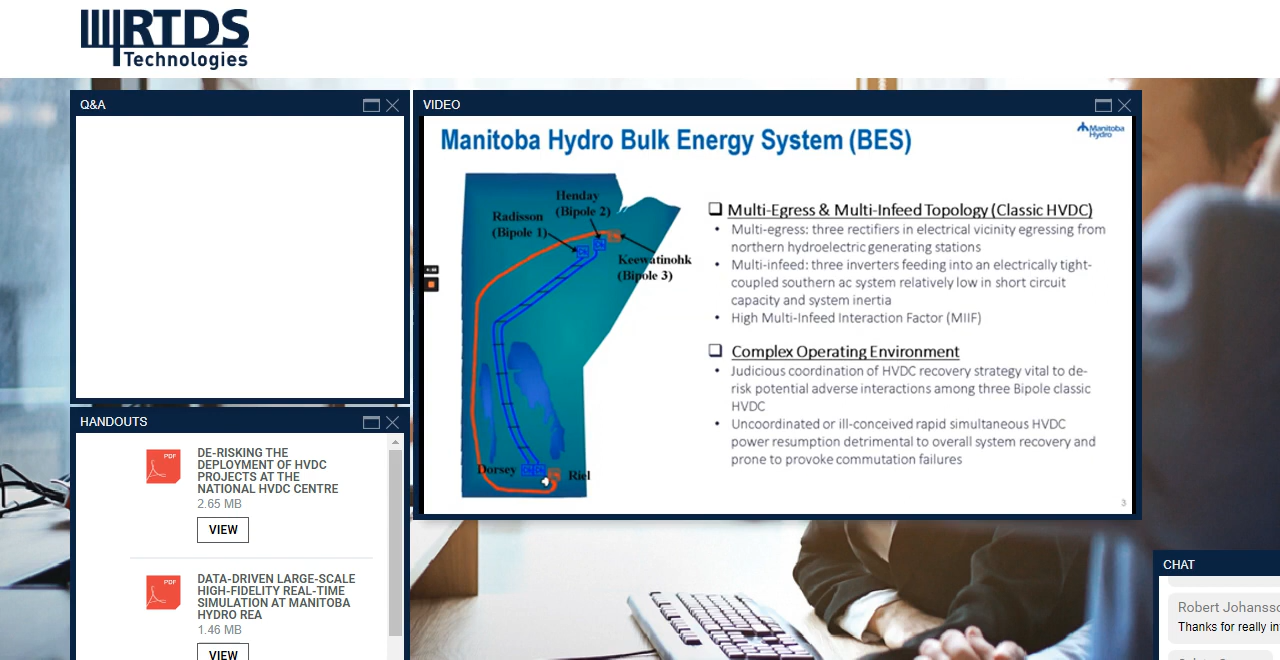 RTDS
Technologies
Q&A
VIDEO
Manitoba Hydro Bulk Energy System (BES)
Manitoba
Hydro
Henday
(Bipole 2)
Radisson
(Bipole 1)
Keewatinohk
(Bipole 3)
Dorsey
Riel
Multi-Egress & Multi-Infeed Topology (Classic HVDC)
• Multi-egress: three rectifiers in electrical vicinity egressing from
northern hydroelectric generating stations
• Multi-infeed: three inverters feeding into an electrically tight-
coupled southern ac system relatively low in short circuit
capacity and system inertia
• High Multi-Infeed Interaction Factor (MIIF)
Complex Operating Environment
• Judicious coordination of HVDC recovery strategy vital to de-
risk potential adverse interactions among three Bipole classic
HVDC
• Uncoordinated or ill-conceived rapid simultaneous HVDC
power resumption detrimental to overall system recovery and
prone to provoke commutation failures
3
HANDOUTS
PDF
DE-RISKING THE
DEPLOYMENT OF HVDC
PROJECTS AT THE
NATIONAL HVDC CENTRE
2.65 MB
VIEW
PDF
DATA-DRIVEN LARGE-SCALE
HIGH-FIDELITY REAL-TIME
SIMULATION AT MANITOBA
HYDRO REA
1.46 MB
VIEW
CHAT
Robert Johansso
Thanks for really in